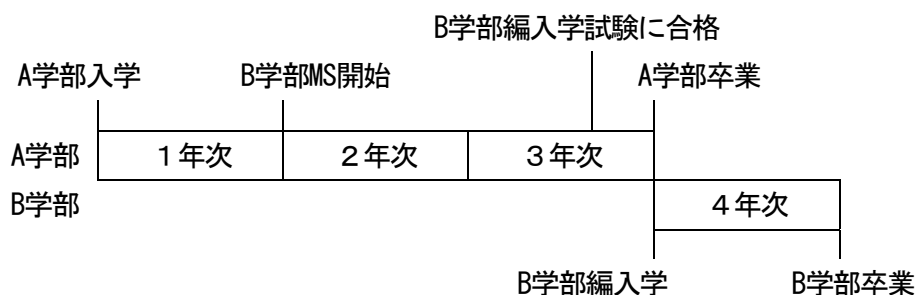 B学部編入学試験に合格
A学部入学 B学部MS開始 A学部卒業
A学部 1年次 2年次 3年次
B学部 4年次
B学部編入学 B学部卒業